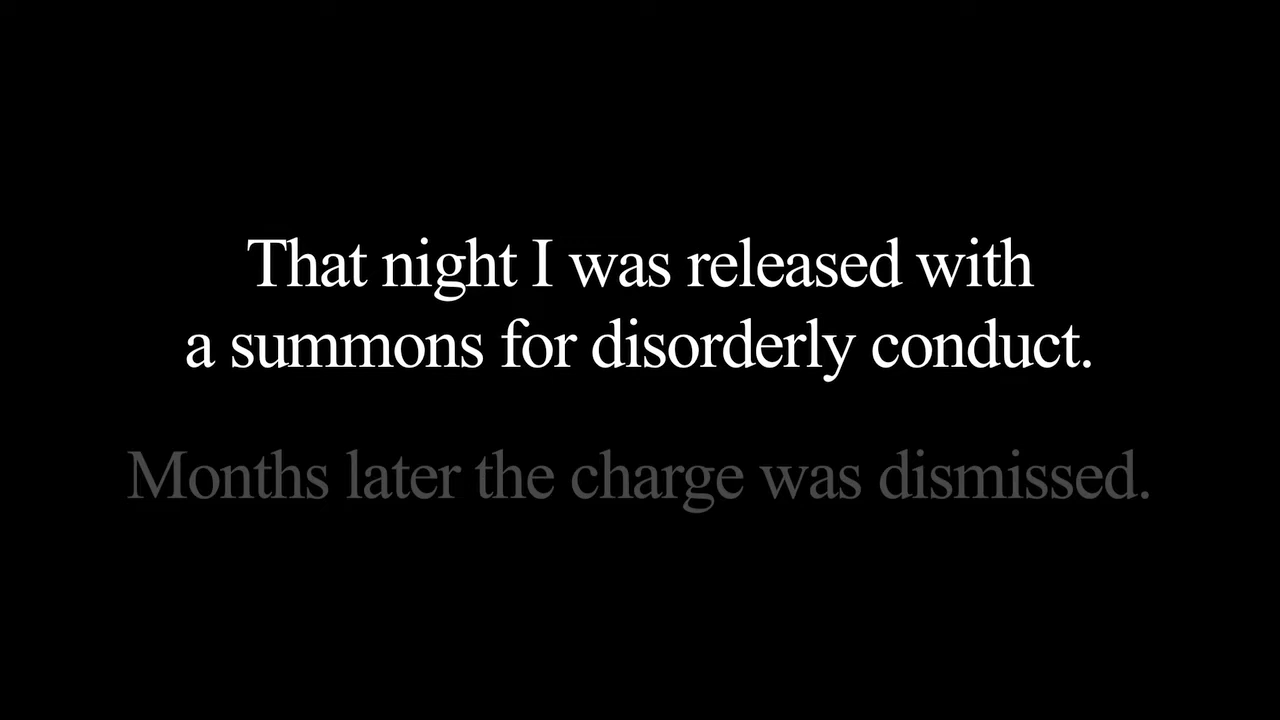 That night I was released with
a summons for disorderly conduct.
Months later the charge was dismissed.